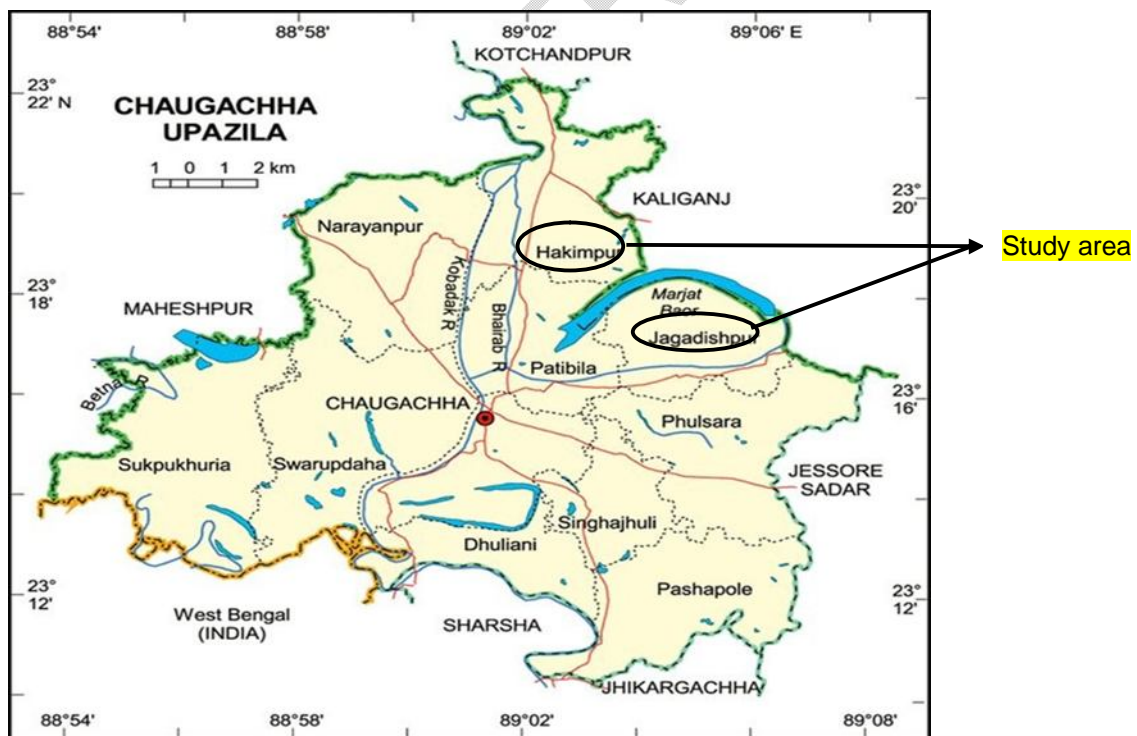 88°54' 88°58' 89°02' 89°06' E
KOTCHANDPUR
23°
22' N
CHAUGACHHA
UPAZILA
1 0 1 2 km
23°
20'
KALIGANJ
Narayanpur
Hakimpur
Study area
Kobadak R
Bhairab R
23°
18'
MAHESHPUR
Marjat
Baor
Jagadishpur
Patibila
Betna R
23°
16'
CHAUGACHHA
Phulsara
Sukpukhuria
Swarupdaha
JESSORE
SADAR
Singhajhuli
Dhuliani
23°
12'
23°
12'
Pashapole
West Bengal
(INDIA)
SHARSHA
JHIKARGACHHA
88°54' 88°58' 89°02' 89°08'